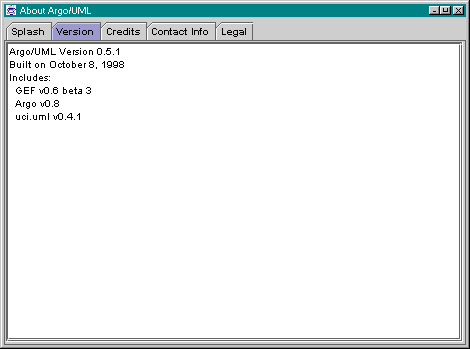 About Argo/UML
Splash Version Credits Contact Info Legal
Argo/UML Version 0.5.1
Built on October 8, 1998
Includes:
GEF v0.6 beta 3
Argo v0.8
uci.uml v0.4.1